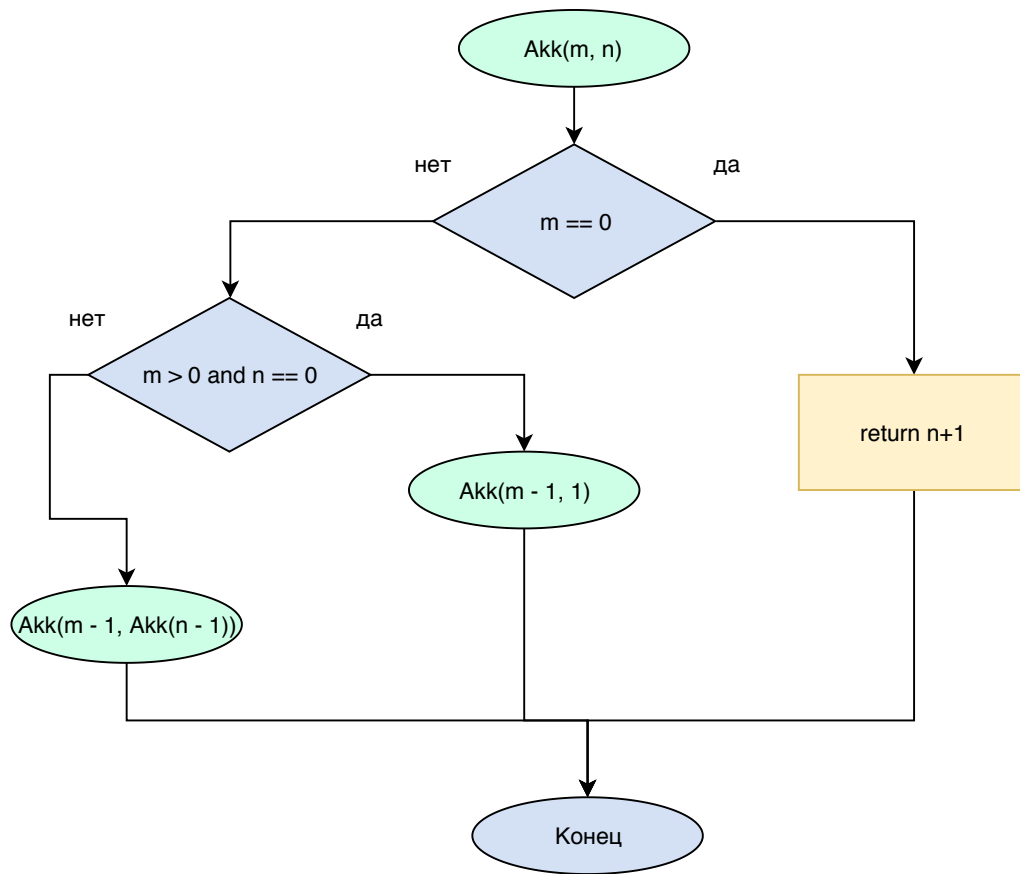 Akk(m, n)
нет
да
m == 0
нет
да
m > 0 and n == 0
return n+1
Akk(m - 1, 1)
Akk(m - 1, Akk(n - 1))
Конец